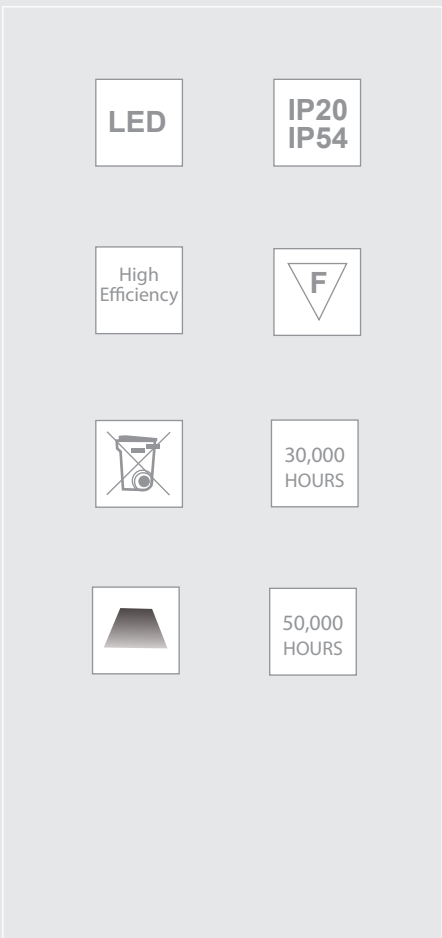 LED
IP20
IP54
High
Efficiency
F
30,000
HOURS
50,000
HOURS